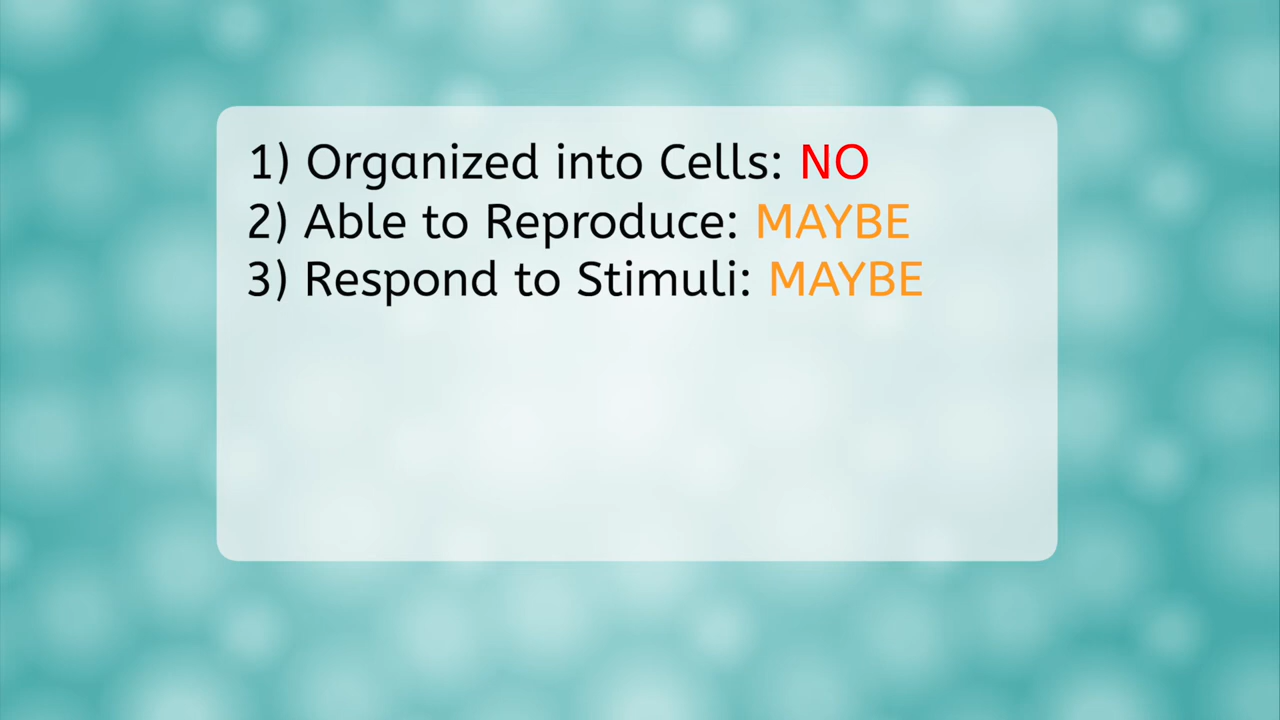 1) Organized into Cells: NO
2) Able to Reproduce: MAYBE
3) Respond to Stimuli: MAYBE